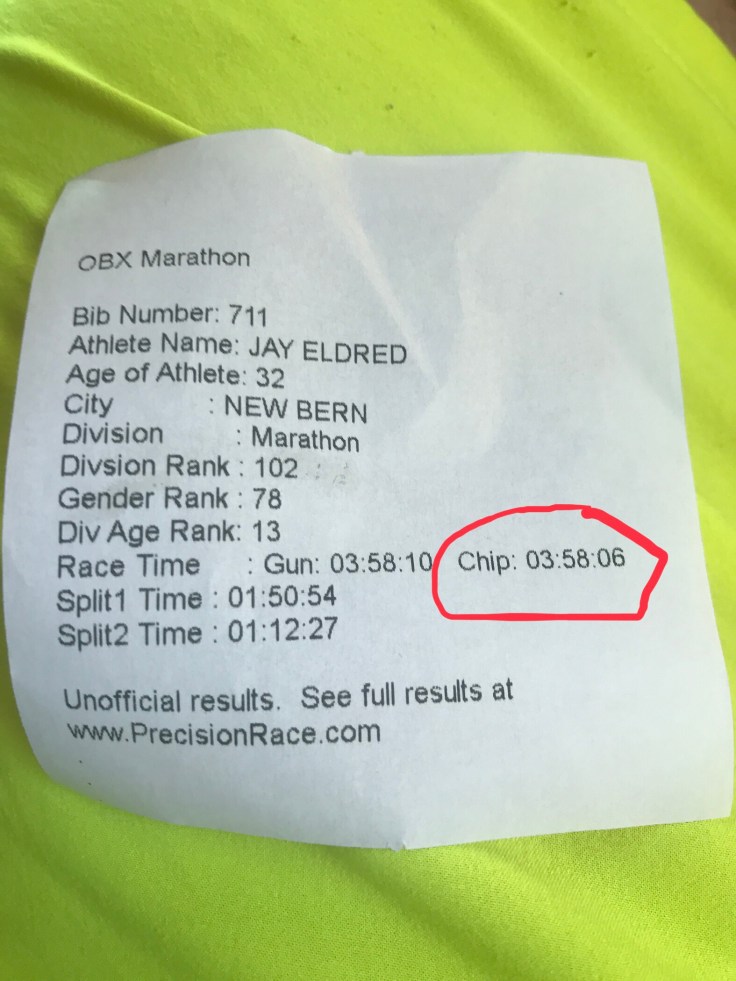 OBX Marathon
Bib Number: 711
Athlete Name: JAY ELDRED
Age of Athlete: 32
City : NEW BERN
Division : Marathon
Divsion Rank : 102
Gender Rank : 78
Div Age Rank: 13
Race Time : Gun: 03:58:10 Chip: 03:58:06
Split1 Time : 01:50:54
Split2 Time : 01:12:27
Unofficial results. See full results at
www.PrecisionRace.com